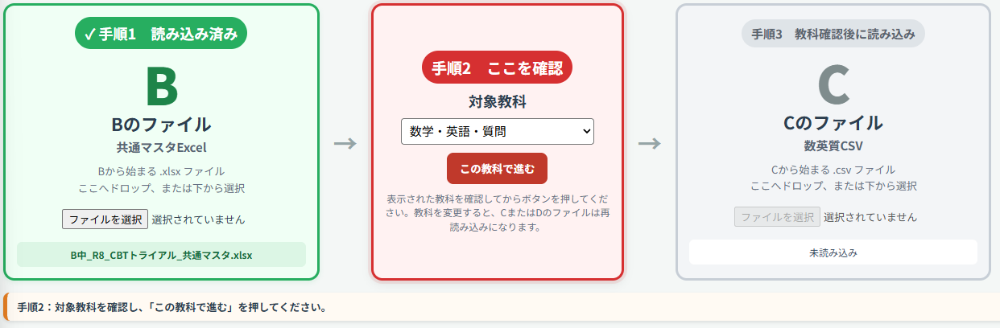 ✓手順1　読み込み済み
B
Bのファイル
共通マスタExcel
Bから始まる .xlsx ファイル
ここへドロップ、または下から選択
ファイルを選択 選択されていません
B中_R8_CBTトライアル_共通マスタ.xlsx
→
手順2　ここを確認
対象教科
数学・英語・質問
この教科で進む
表示された教科を確認してからボタンを押してくだ
さい。教科を変更すると、CまたはDのファイルは再
読み込みになります。
→
手順3　教科確認後に読み込み
C
Cのファイル
数英質CSV
Cから始まる .csv ファイル
ここへドロップ、または下から選択
ファイルを選択 選択されていません
未読み込み
手順2：対象教科を確認し、「この教科で進む」を押してください。